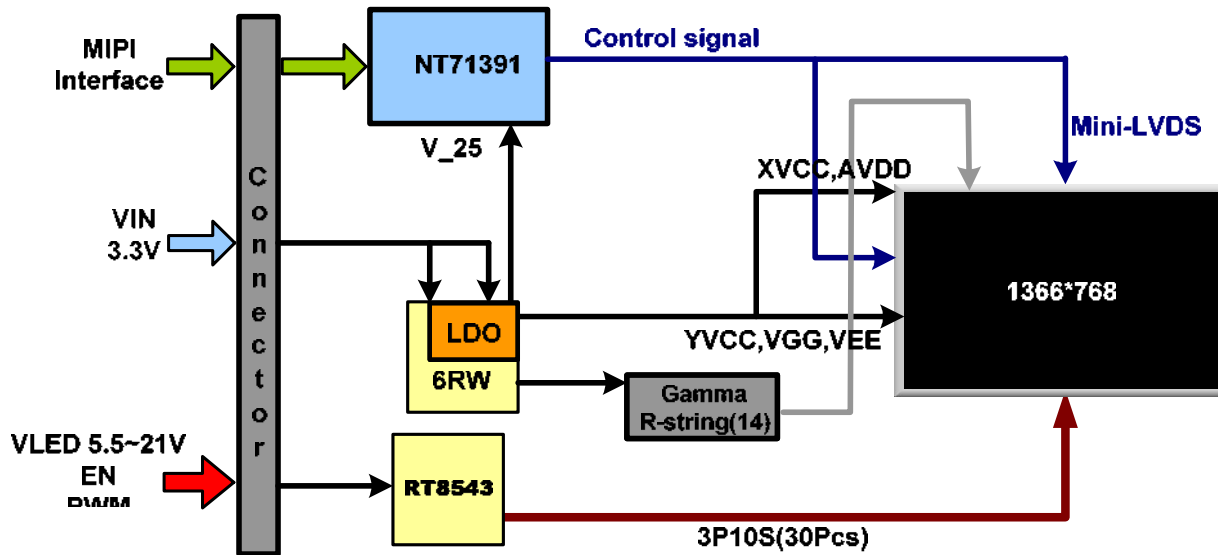 MIPI
Interface
NT71391
Control signal
Mini-LVDS
V_25
XVCC,AVDD
Connector
VIN
3.3V
1366*768
LDO
YVCC,VGG,VEE
6RW
Gamma
R-string(14)
VLED 5.5~21V
EN
RT8543
3P10S(30Pcs)